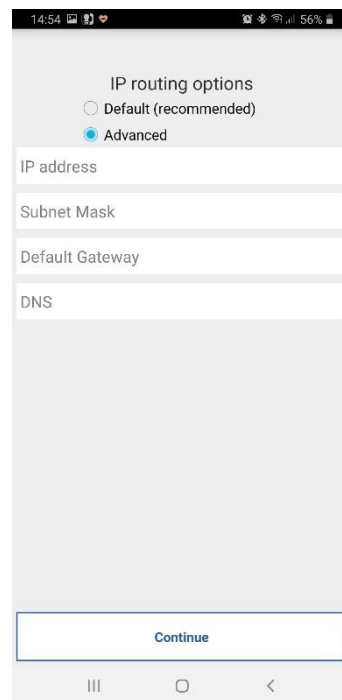 14:54 56%
IP routing options
Default (recommended)
Advanced
IP address
Subnet Mask
Default Gateway
DNS
Continue